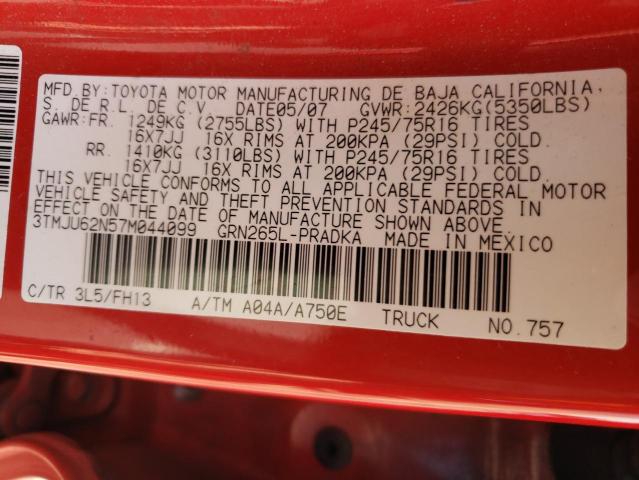 MFD.BY:TOYOTA MOTOR MANUFACTURING DE BAJA CALIFORNIA,
S. DE R.L. DE C.V. DATE05/07 GVWR:2426KG(5350LBS)
GAWR:FR. 1249KG (2755LBS) WITH P245/75R16 TIRES
16X7JJ 16X RIMS AT 200KPA (29PSI) COLD.
RR. 1410KG (3110LBS) WITH P245/75R16 TIRES
16X7JJ 16X RIMS AT 200KPA (29PSI) COLD.
THIS VEHICLE CONFORMS TO ALL APPLICABLE FEDERAL MOTOR
VEHICLE SAFETY AND THEFT PREVENTION STANDARDS IN
EFFECT ON THE DATE OF MANUFACTURE SHOWN ABOVE.
3TMJU62N57M044099 GRN265L-PRADKA MADE IN MEXICO
C/TR 3L5/FH13 A/TM A04A/A750E TRUCK NO.757